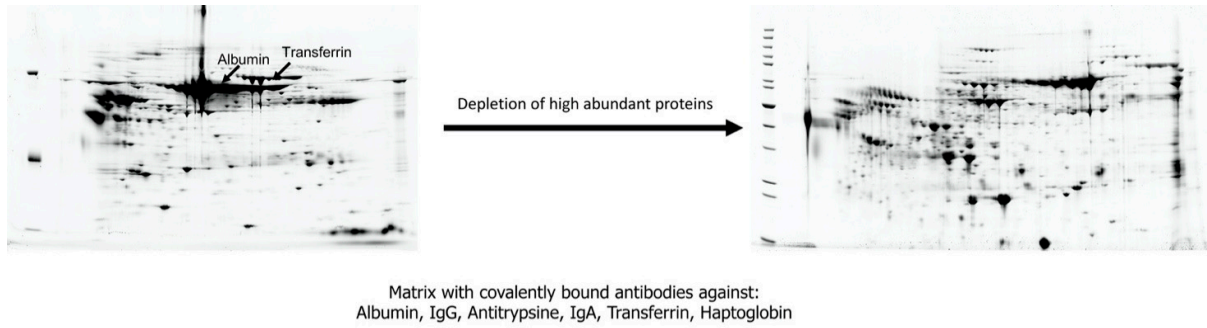 Albumin
Transferrin
Depletion of high abundant proteins
Matrix with covalently bound antibodies against:
Albumin, IgG, Antitrypsine, IgA, Transferrin, Haptoglobin